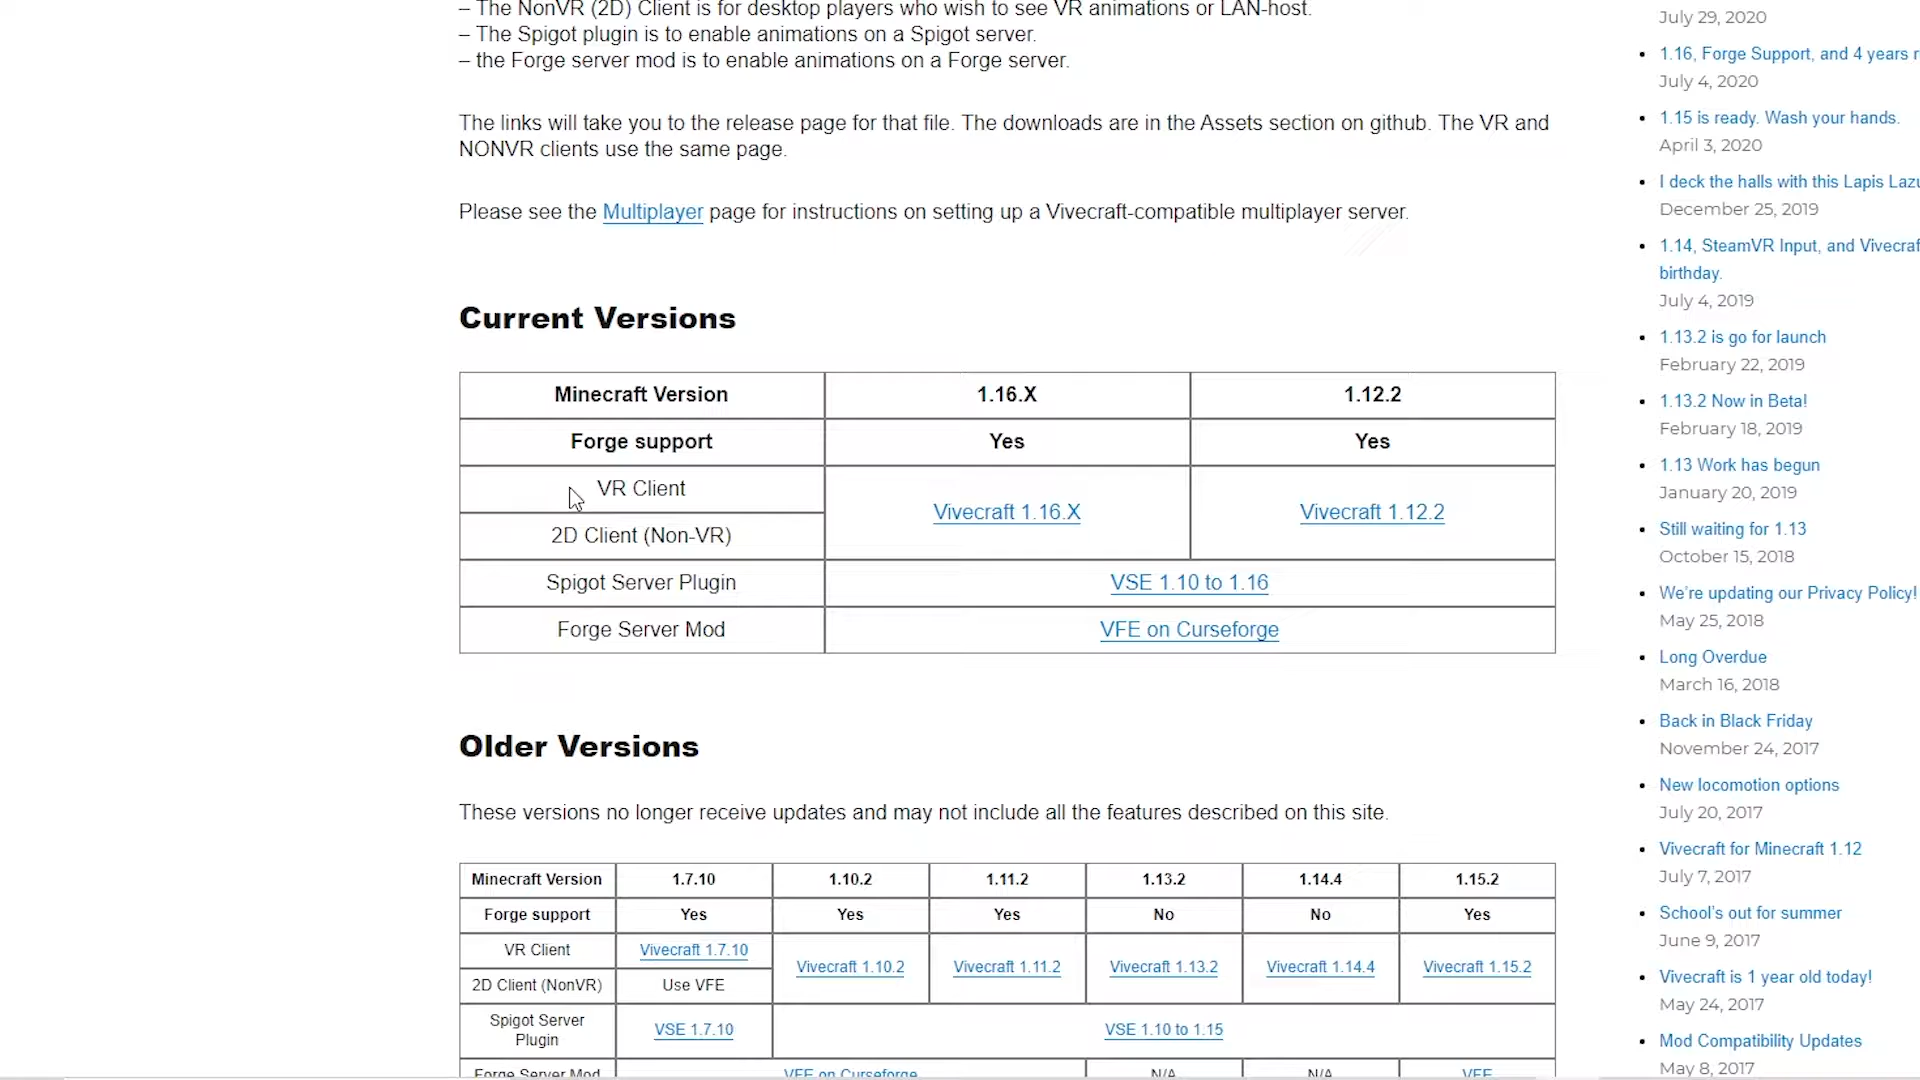 – The NonVR (2D) Client is for desktop players who wish to see VR animations or LAN-host.
– The Spigot plugin is to enable animations on a Spigot server.
– the Forge server mod is to enable animations on a Forge server.
The links will take you to the release page for that file. The downloads are in the Assets section on github. The VR and
NONVR clients use the same page.
Please see the Multiplayer page for instructions on setting up a Vivecraft-compatible multiplayer server.
Current Versions
Minecraft Version 1.16.X 1.12.2
Forge support Yes Yes
VR Client
Vivecraft 1.16.X Vivecraft 1.12.2
2D Client (Non-VR)
Spigot Server Plugin VSE 1.10 to 1.16
Forge Server Mod VFE on Curseforge
Older Versions
These versions no longer receive updates and may not include all the features described on this site.
Minecraft Version 1.7.10 1.10.2 1.11.2 1.13.2 1.14.4 1.15.2
Forge support Yes Yes Yes No No Yes
VR Client Vivecraft 1.7.10
Vivecraft 1.10.2 Vivecraft 1.11.2 Vivecraft 1.13.2 Vivecraft 1.14.4 Vivecraft 1.15.2
2D Client (NonVR) Use VFE
Spigot Server
Plugin
VSE 1.7.10 VSE 1.10 to 1.15
Forge Server Mod VFE on Curseforge N/A N/A VFE
July 29, 2020
1.16, Forge Support, and 4 years
July 4, 2020
1.15 is ready. Wash your hands.
April 3, 2020
I deck the halls with this Lapis
December 25, 2019
1.14, SteamVR Input, and
birthday.
July 4, 2019
1.13.2 is go for launch
February 22, 2019
1.13.2 Now in Beta!
February 18, 2019
1.13 Work has begun
January 20, 2019
Still waiting for 1.13
October 15, 2018
We're updating our Privacy Policy!
May 25, 2018
Long Overdue
March 16, 2018
Back in Black Friday
November 24, 2017
New locomotion options
July 20, 2017
Vivecraft for Minecraft 1.12
July 7, 2017
School's out for summer
June 9, 2017
Vivecraft is 1 year old today!
May 24, 2017
Mod Compatibility Updates
May 8, 2017